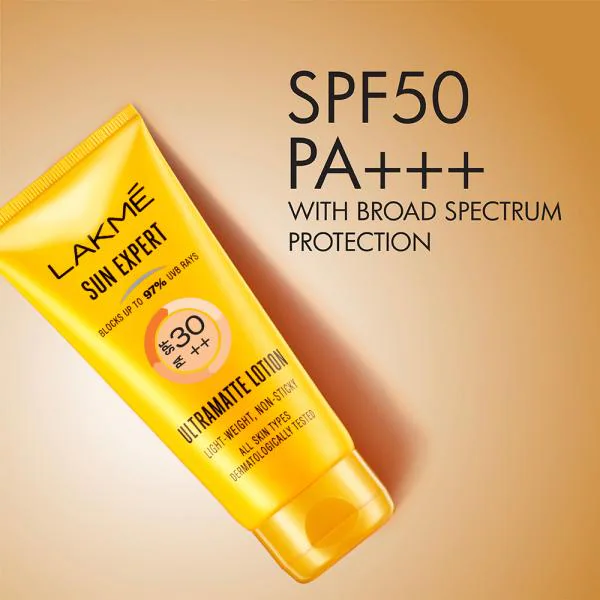 SPF50
PA+++
WITH BROAD SPECTRUM
PROTECTION
LAKMÉ
SUN EXPERT
BLOCKS UP TO 97% UVB RAYS
SPF 30
PA ++
ULTRAMATTE LOTION
LIGHT-WEIGHT, NON-STICKY
ALL SKIN TYPES
DERMATOLOGICALLY TESTED